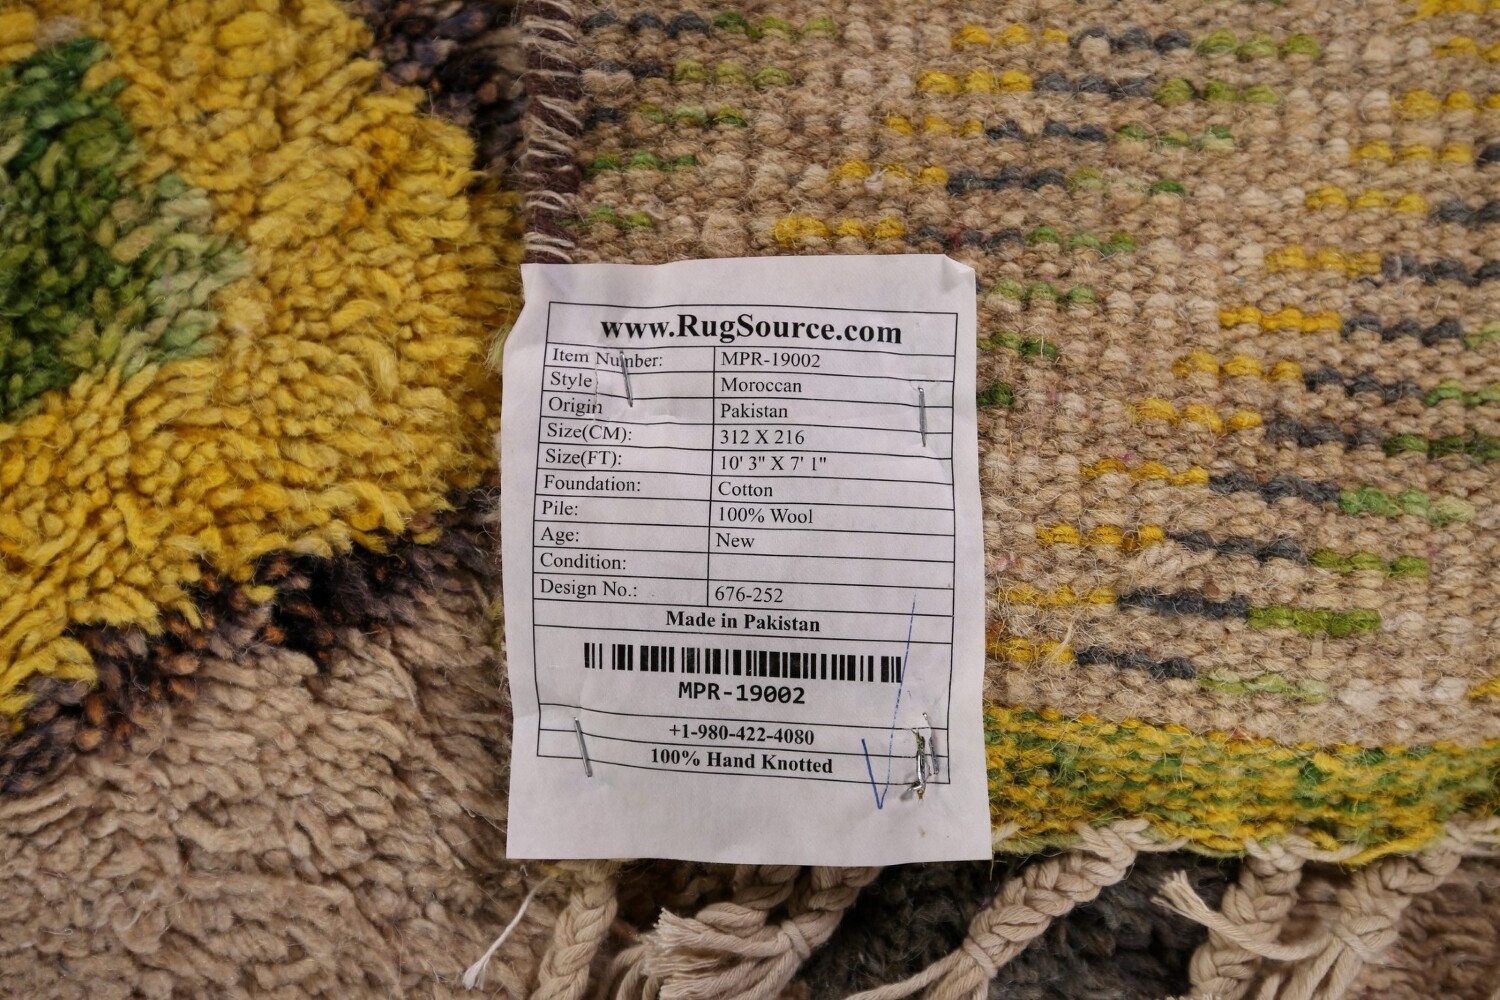 www.RugSource.com
Item Number: MPR-19002
Style Moroccan
Origin Pakistan
Size(CM): 312 X 216
Size(FT): 10' 3" X 7' 1"
Foundation: Cotton
Pile: 100% Wool
Age: New
Condition:
Design No.: 676-252
Made in Pakistan
MPR-19002
+1-980-422-4080
100% Hand Knotted